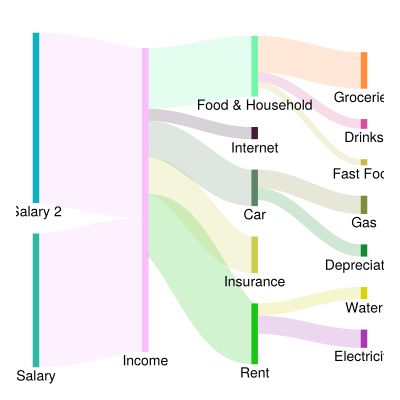 Groceri
Food & Household
Drinks
Internet
Fast Foo
Salary 2
Car
Gas
Depreciat
Insurance
Water
Electrici
Income
Rent
Salary